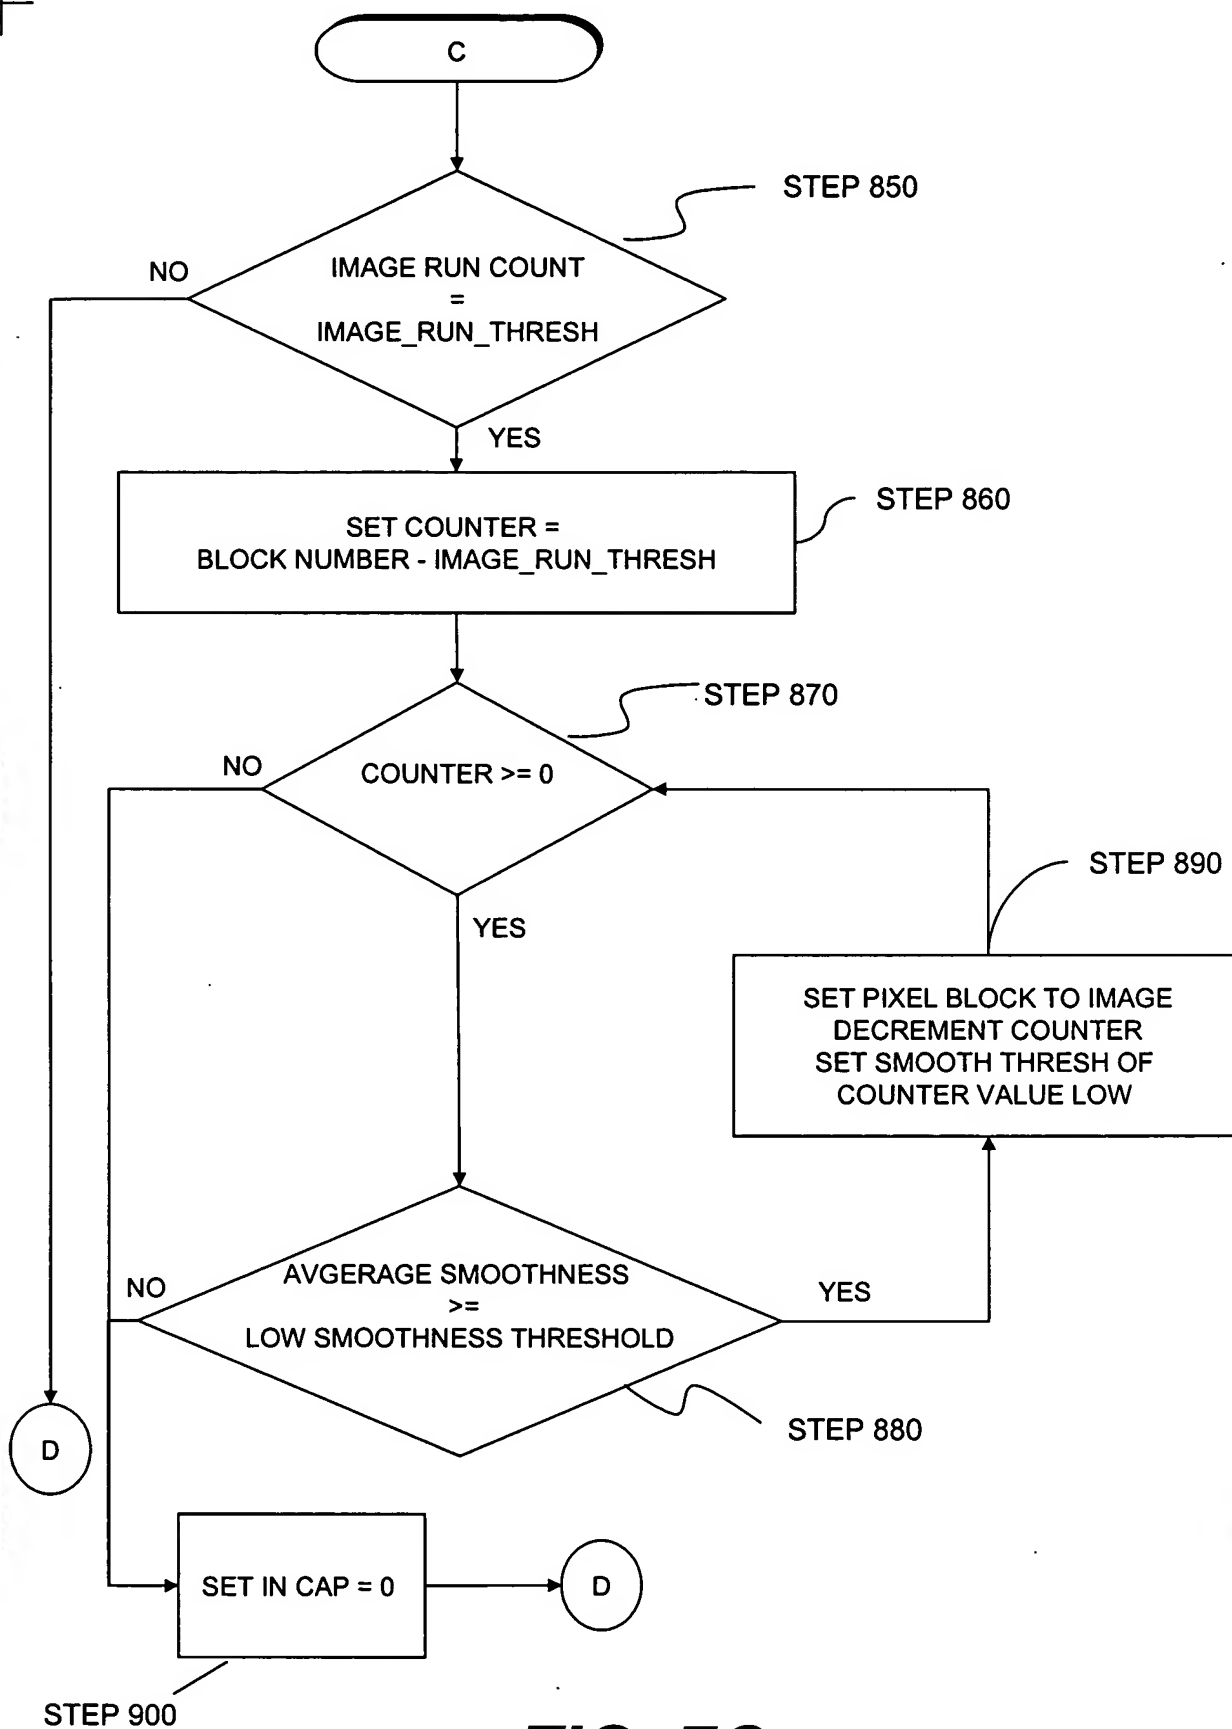 C
STEP 850
NO
IMAGE RUN COUNT
=
IMAGE_RUN_THRESH
YES
STEP 860
SET COUNTER =
BLOCK NUMBER - IMAGE_RUN_THRESH
STEP 870
NO
COUNTER >= 0
YES
STEP 890
SET PIXEL BLOCK TO IMAGE
DECREMENT COUNTER
SET SMOOTH THRESH OF
COUNTER VALUE LOW
NO
AVGERAGE SMOOTHNESS
>=
LOW SMOOTHNESS THRESHOLD
YES
STEP 880
D
SET IN CAP = 0
D
STEP 900